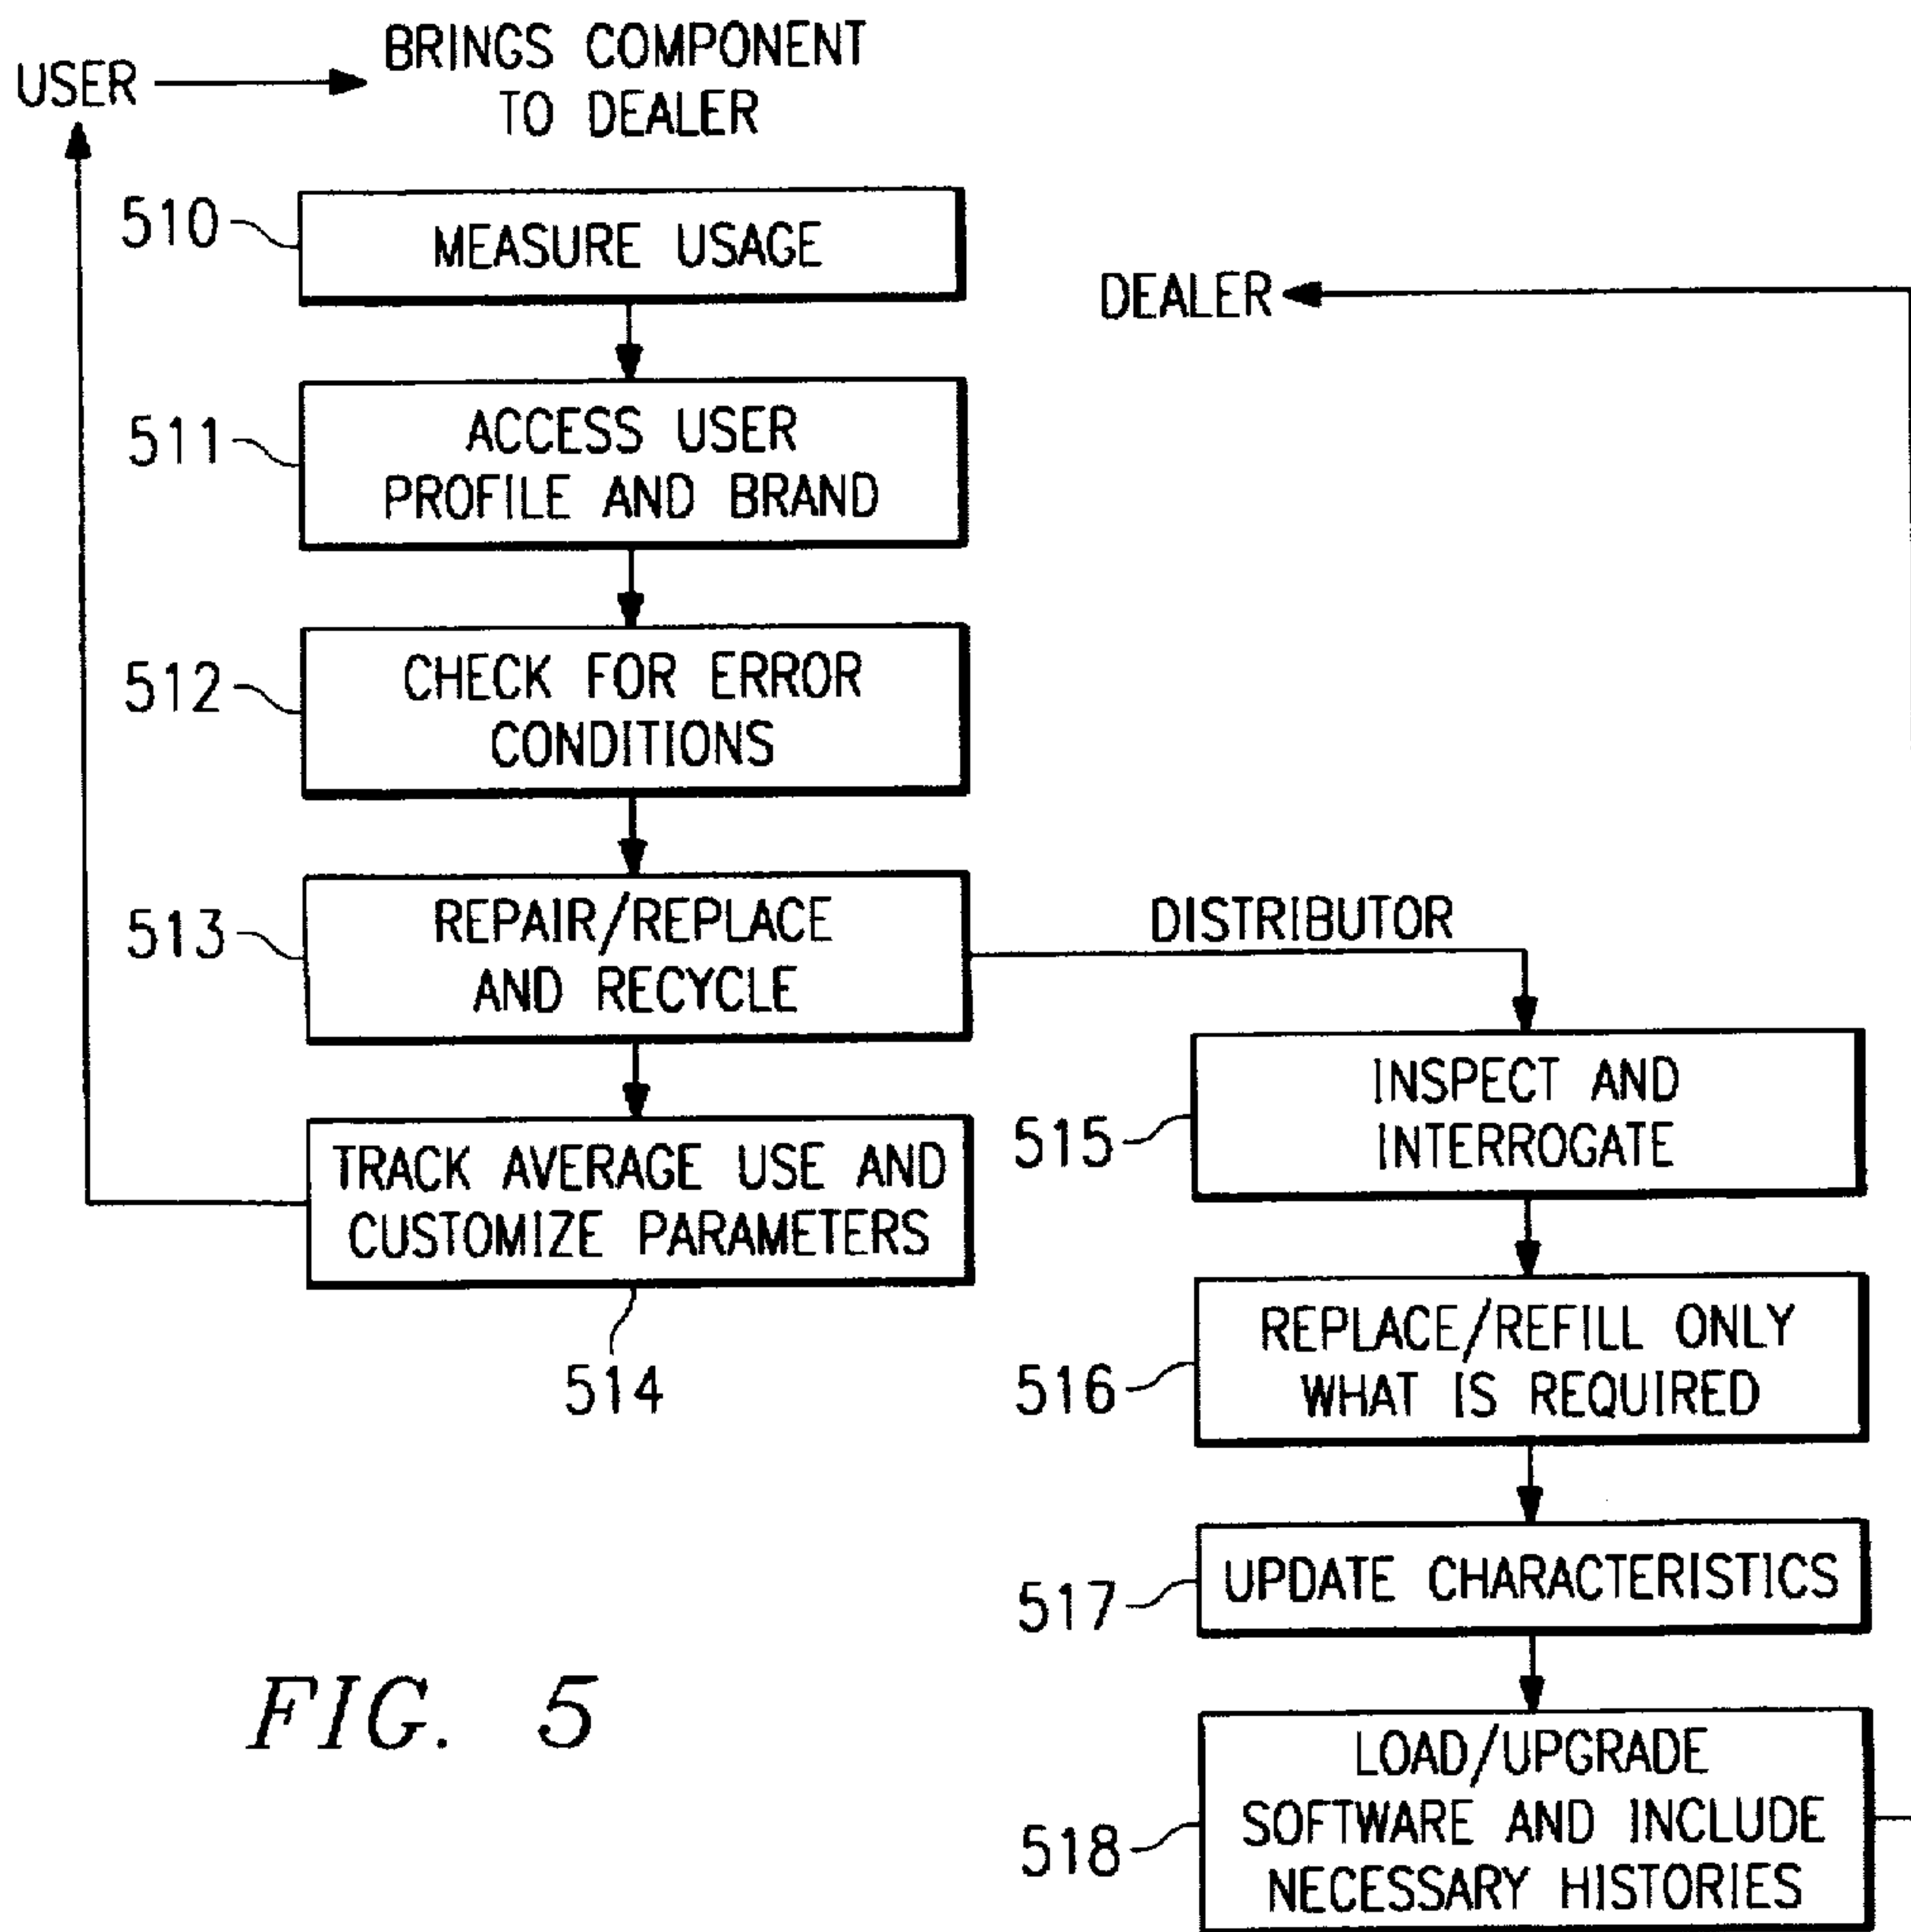 USER
BRINGS COMPONENT
TO DEALER
510
MEASURE USAGE
511
ACCESS USER
PROFILE AND BRAND
512
CHECK FOR ERROR
CONDITIONS
513
REPAIR/REPLACE
AND RECYCLE
TRACK AVERAGE USE AND
CUSTOMIZE PARAMETERS
514
DEALER
DISTRIBUTOR
515
INSPECT AND
INTERROGATE
516
REPLACE/REFILL ONLY
WHAT IS REQUIRED
517
UPDATE CHARACTERISTICS
518
LOAD/UPGRADE
SOFTWARE AND INCLUDE
NECESSARY HISTORIES
FIG. 5